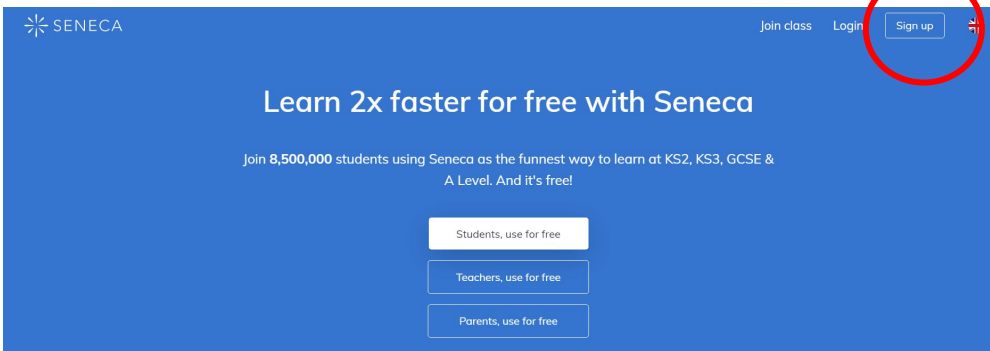 SENECA
Join class
Login
Sign up
Learn 2x faster for free with Seneca
Join 8,500,000 students using Seneca as the funnest way to learn at KS2, KS3, GCSE &
A Level. And it's free!
Students, use for free
Teachers, use for free
Parents, use for free